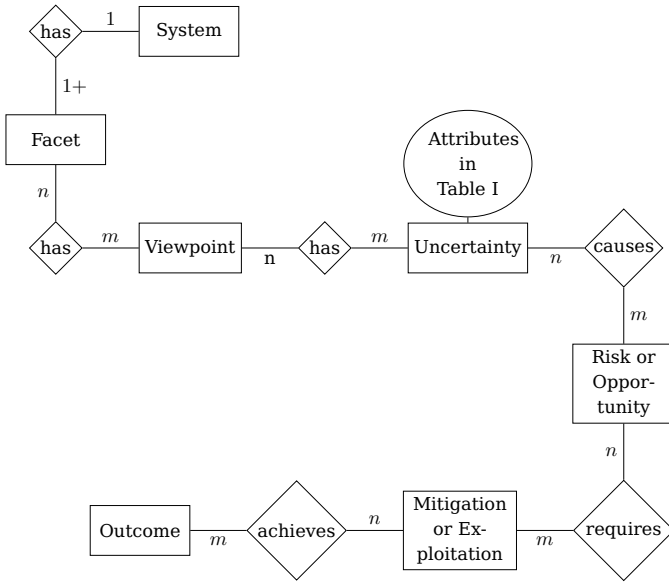 has
1
System
1+
Facet
n
has
m
Viewpoint
n
has
m
Uncertainty
Attributes
in
Table I
n
causes
m
Risk or
Oppor-
tunity
n
requires
m
Mitigation
or Ex-
ploitation
n
achieves
m
Outcome